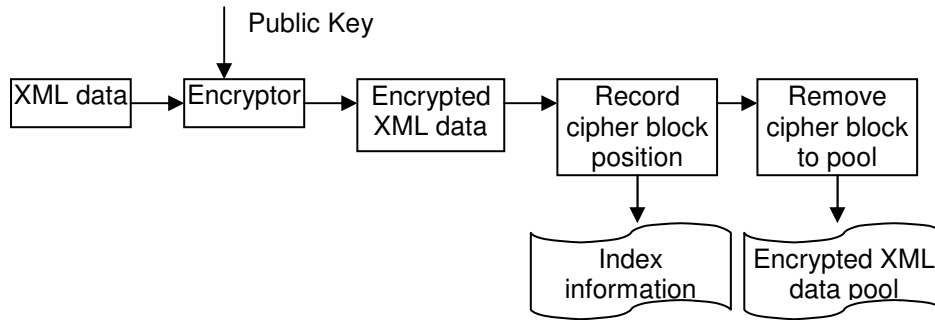 Public Key
XML data
Encryptor
Encrypted
XML data
Record
cipher block
position
Remove
cipher block
to pool
Index
information
Encrypted XML
data pool